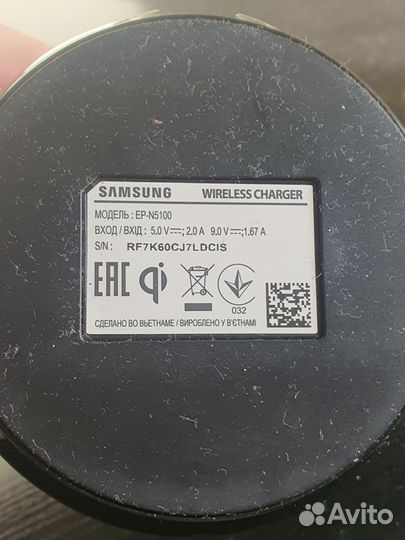 SAMSUNG WIRELESS CHARGER
МОДЕЛЬ : EP-N5100
ВХОД / ВХІД : 5.0 V⎓; 2.0 A 9.0 V⎓; 1.67 A
S/N : RF7K60CJ7LDCIS
EAC qi 032
СДЕЛАНО ВО ВЬЕТНАМЕ / ВИРОБЛЕНО У В'ЄТНАМІ
Avito